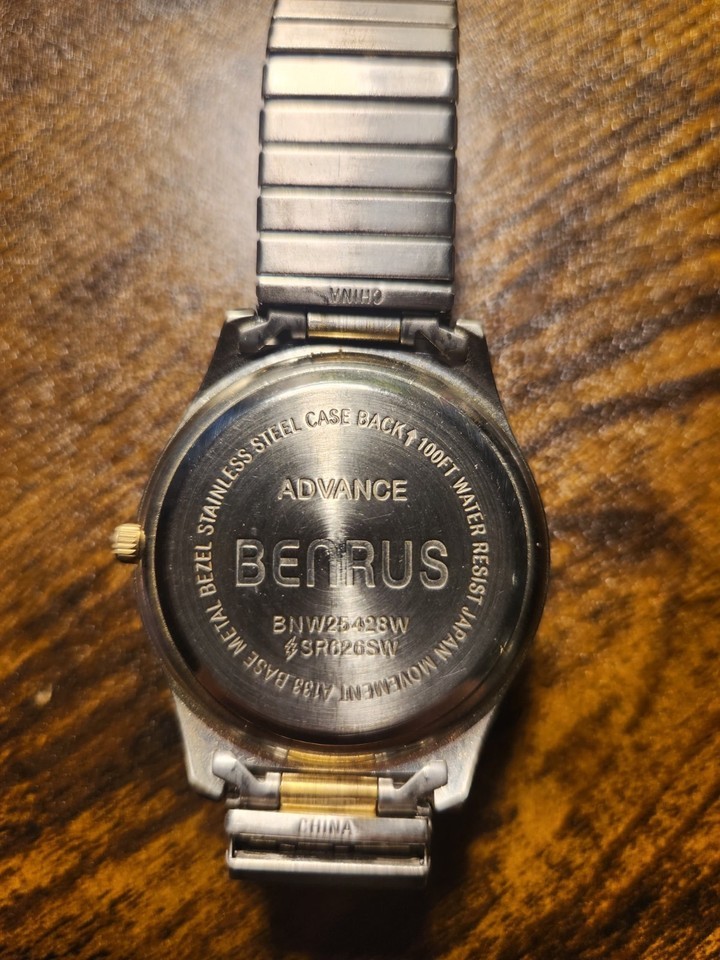 CHINA
STAINLESS STEEL CASE BACK ↑ 100FT WATER RESIST JAPAN MOVEMENT A133 BASE METAL BEZEL
ADVANCE
BENRUS
BNW25428W
SR626SW
CHINA